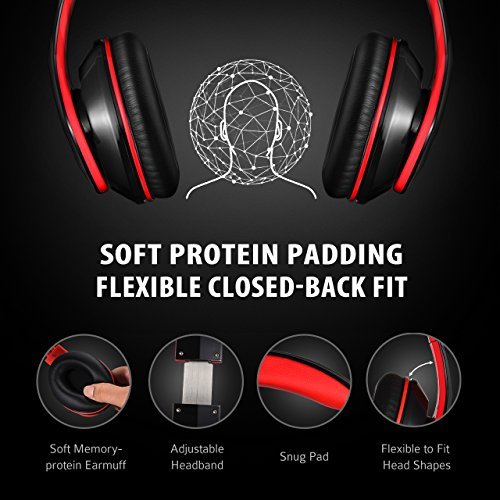 SOFT PROTEIN PADDING
FLEXIBLE CLOSED-BACK FIT
Soft Memory-
protein Earmuff
Adjustable
Headband
Snug Pad
Flexible to Fit
Head Shapes